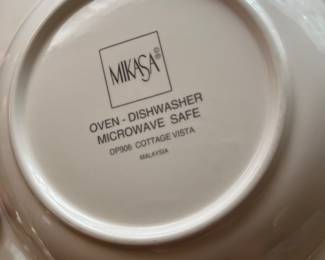 MIKASA ©
OVEN - DISHWASHER
MICROWAVE SAFE
DP906 COTTAGE VISTA
MALAYSIA